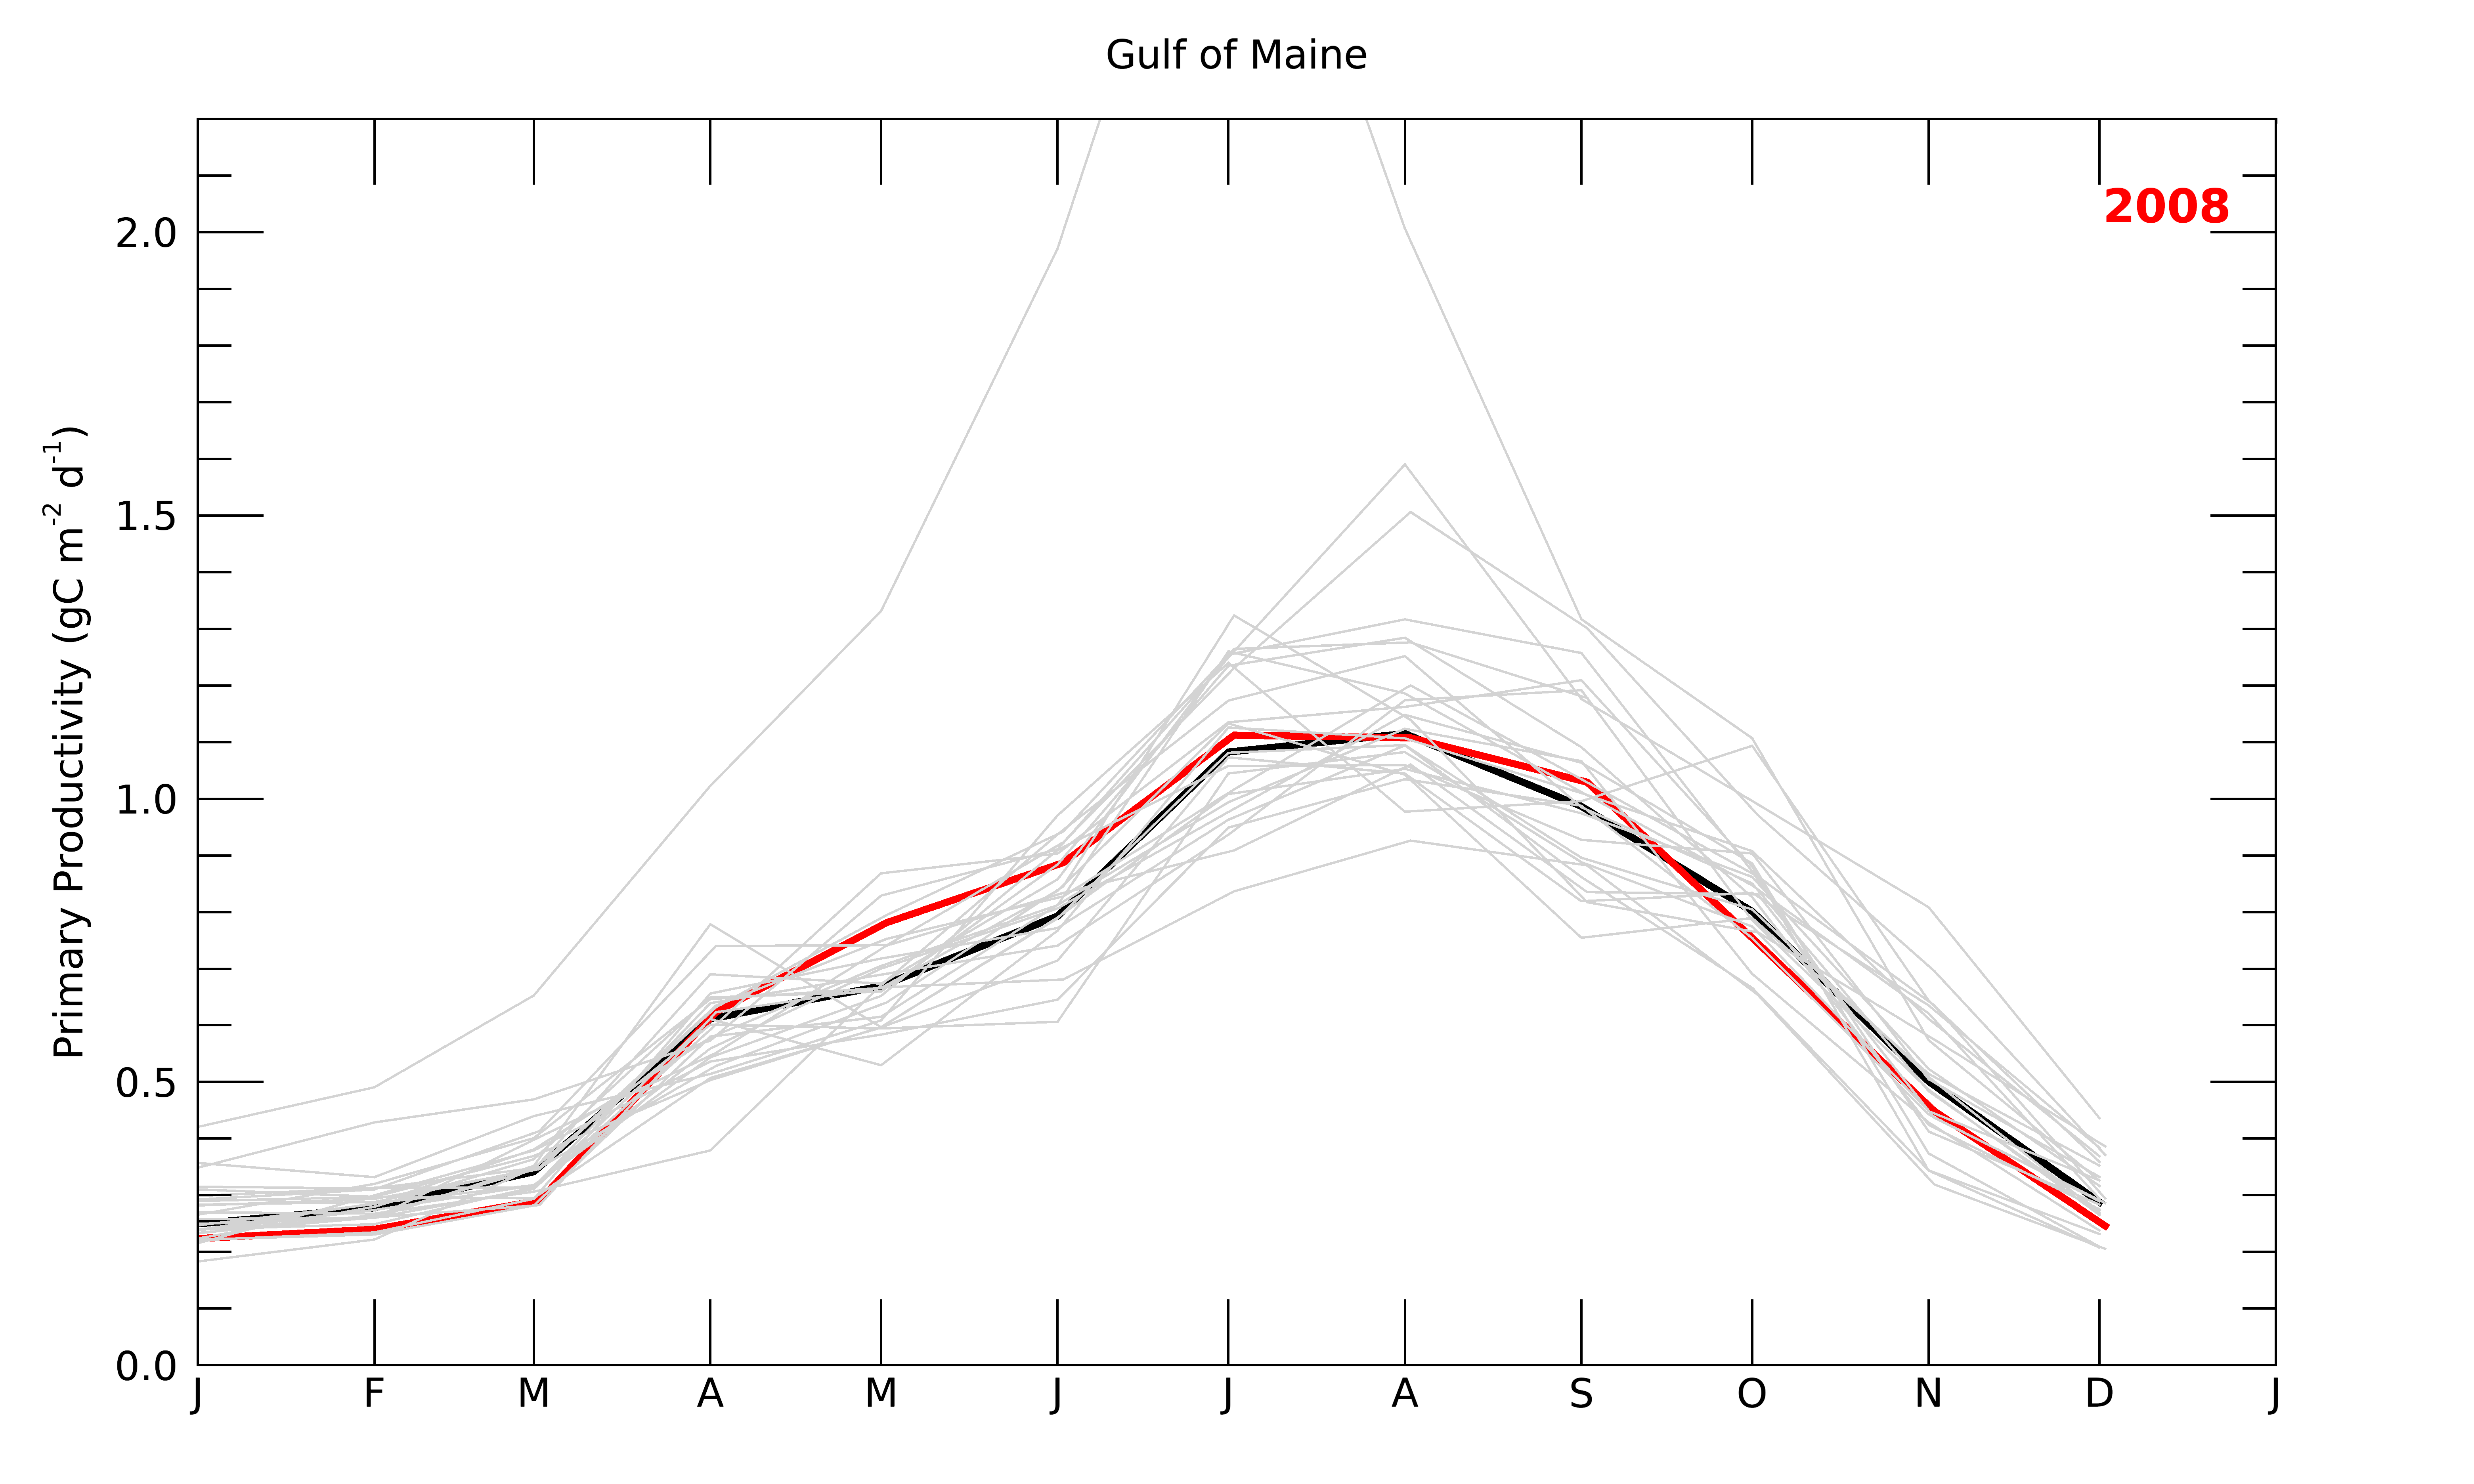 Gulf of Maine
2008
Primary Productivity (gC m-2 d-1)
2.0
1.5
1.0
0.5
0.0
J F M A M J J A S O N D J